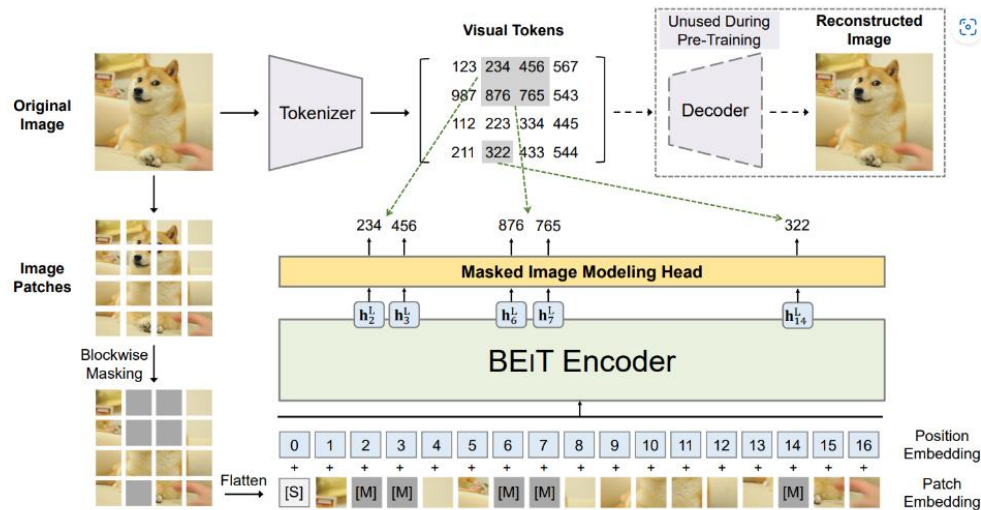 Original
Image
Tokenizer
Visual Tokens
123 234 456 567
987 876 765 543
112 223 334 445
211 322 433 544
Unused During
Pre-Training
Decoder
Reconstructed
Image
Image
Patches
234 456 876 765 322
Masked Image Modeling Head
h₂ᴸ h₃ᴸ h₆ᴸ h₇ᴸ h₁₄ᴸ
BEIT Encoder
Blockwise
Masking
Flatten
0 1 2 3 4 5 6 7 8 9 10 11 12 13 14 15 16
Position
Embedding
+ + + + + + + + + + + + + + + + +
[S] [M] [M] [M] [M] [M]
Patch
Embedding